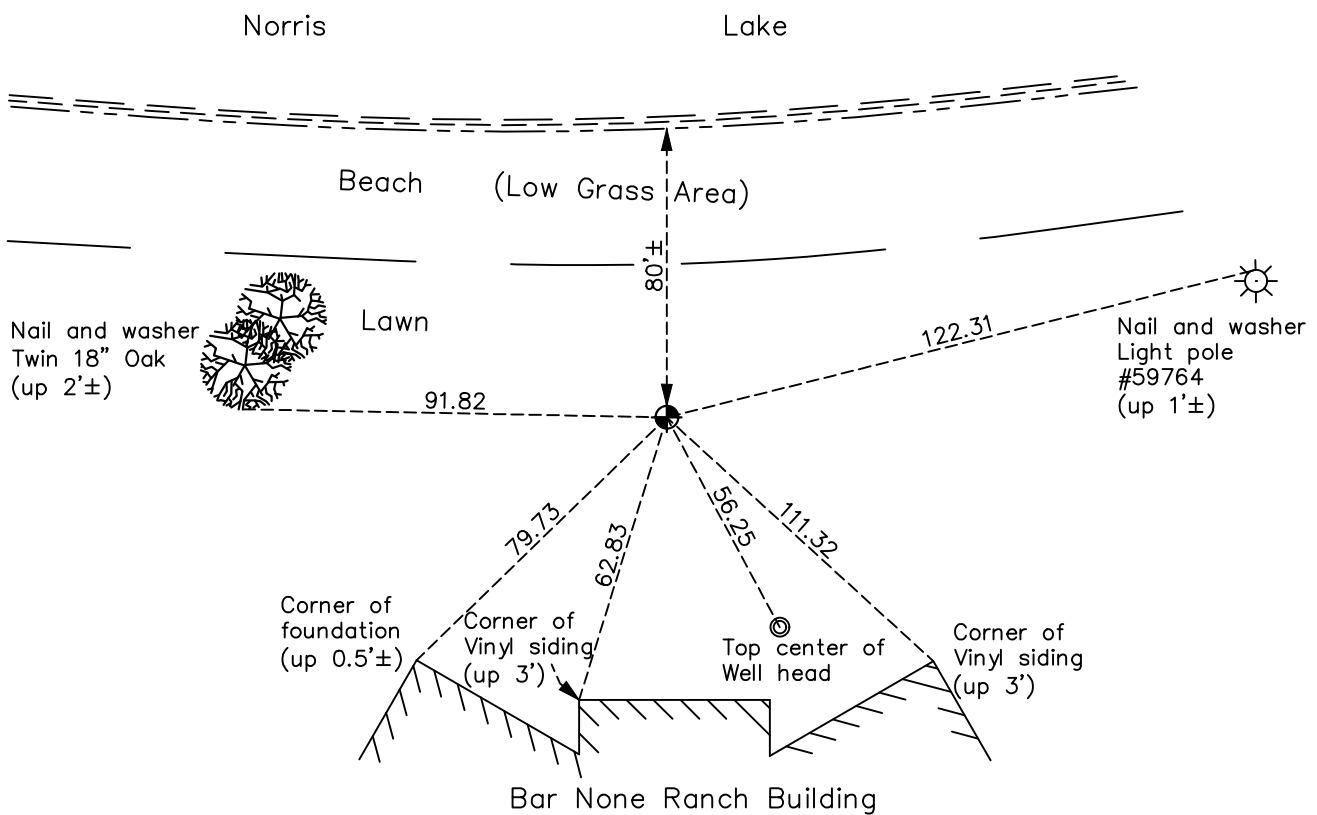 Norris Lake
Beach (Low Grass Area)
80'±
Nail and washer
Twin 18" Oak
(up 2'±)
Lawn
122.31
Nail and washer
Light pole
#59764
(up 1'±)
91.82
79.73
62.83
56.25
111.32
Corner of
foundation
(up 0.5'±)
Corner of
Vinyl siding
(up 3')
Top center of
Well head
Corner of
Vinyl siding
(up 3')
Bar None Ranch Building